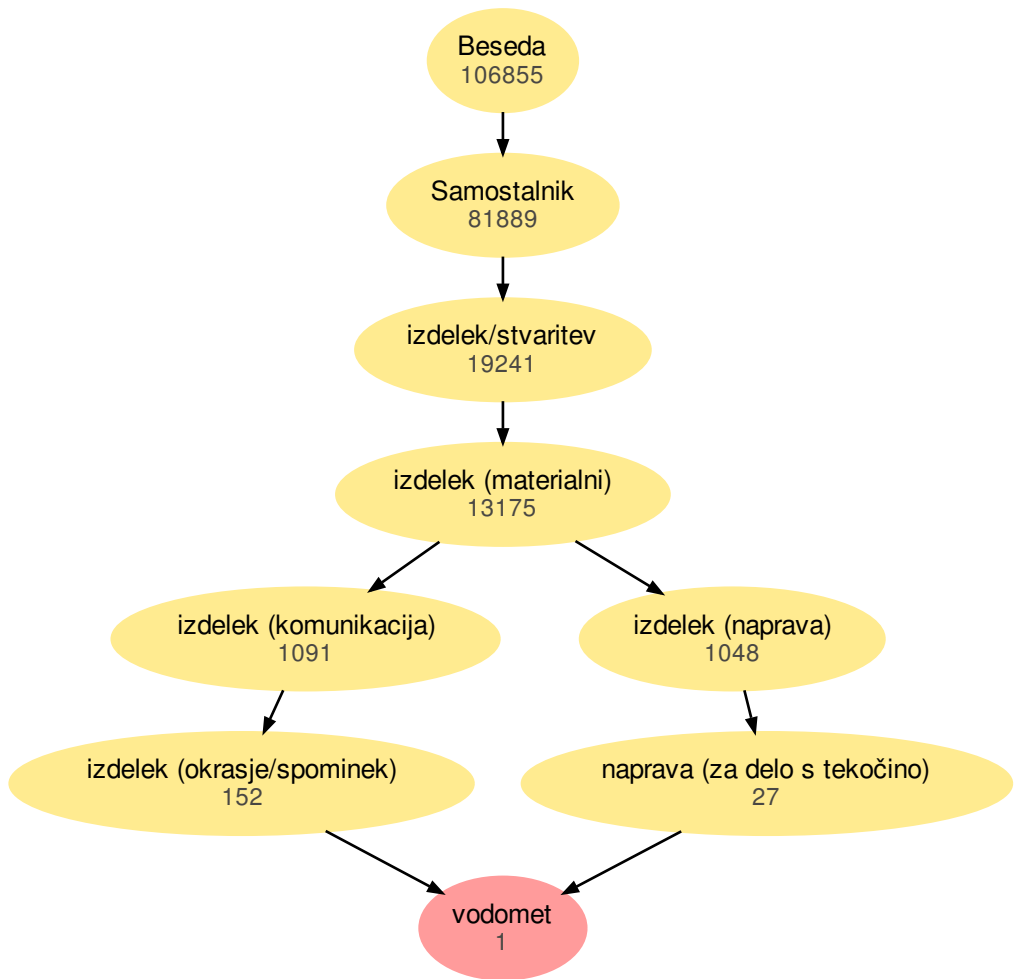 Beseda
106855
Samostalnik
81889
izdelek/stvaritev
19241
izdelek (materialni)
13175
izdelek (komunikacija)
1091
izdelek (naprava)
1048
izdelek (okrasje/spominek)
152
naprava (za delo s tekočino)
27
vodomet
1